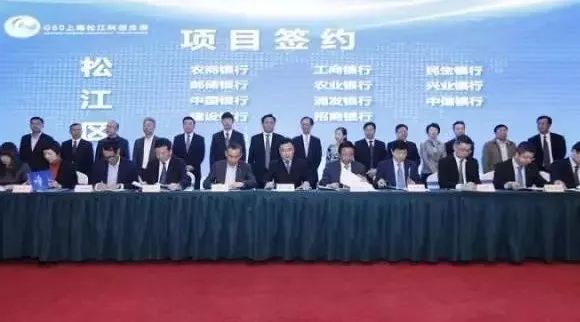 G60上海松江科创走廊
项目签约
松江区
农商银行 工商银行 民生银行
邮储银行 农业银行 兴业银行
中国银行 浦发银行 中信银行
建设银行 招商银行